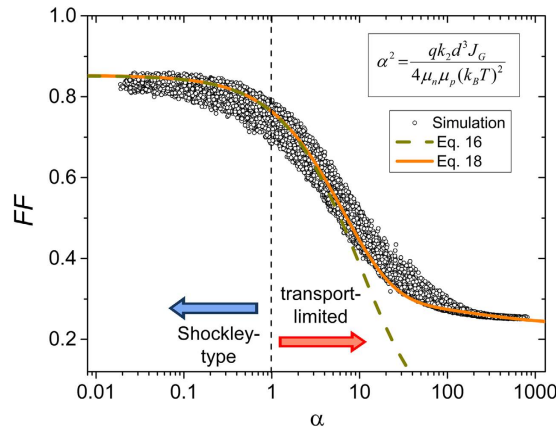 α² = qk₂d³J_G / 4μₙμₚ(k_BT)²
Simulation
Eq. 16
Eq. 18
FF
1.0
0.8
0.6
0.4
0.2
transport-
limited
Shockley-
type
0.01 0.1 1 10 100 1000
α